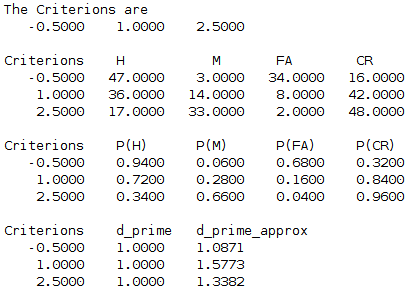 The Criterions are
-0.5000 1.0000 2.5000
Criterions H M FA CR
-0.5000 47.0000 3.0000 34.0000 16.0000
1.0000 36.0000 14.0000 8.0000 42.0000
2.5000 17.0000 33.0000 2.0000 48.0000
Criterions P(H) P(M) P(FA) P(CR)
-0.5000 0.9400 0.0600 0.6800 0.3200
1.0000 0.7200 0.2800 0.1600 0.8400
2.5000 0.3400 0.6600 0.0400 0.9600
Criterions d_prime d_prime_approx
-0.5000 1.0000 1.0871
1.0000 1.0000 1.5773
2.5000 1.0000 1.3382